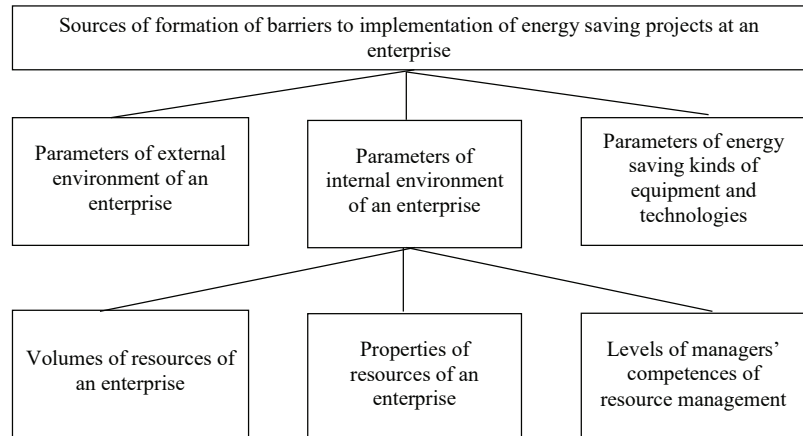 Sources of formation of barriers to implementation of energy saving projects at an
enterprise
Parameters of external
environment of an
enterprise
Parameters of
internal environment
of an enterprise
Parameters of energy
saving kinds of
equipment and
technologies
Volumes of resources of
an enterprise
Properties of
resources of an
enterprise
Levels of managers’
competences of
resource management